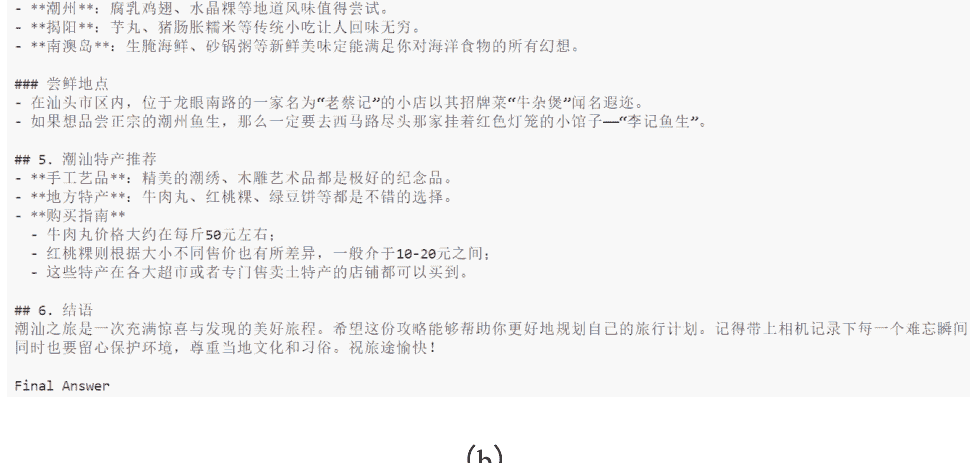 - **潮州**：腐乳鸡翅、水晶粿等地道风味值得尝试。
- **揭阳**：芋丸、猪肠胀糯米等传统小吃让人回味无穷。
- **南澳岛**：生腌海鲜、砂锅粥等新鲜美味定能满足你对海洋食物的所有幻想。
### 尝鲜地点
- 在汕头市区内，位于龙眼南路的一家名为“老蔡记”的小店以其招牌菜“牛杂煲”闻名遐迩。
- 如果想品尝正宗的潮州鱼生，那么一定要去西马路尽头那家挂着红色灯笼的小馆子——“李记鱼生”。
## 5. 潮汕特产推荐
- **手工艺品**：精美的潮绣、木雕艺术品都是极好的纪念品。
- **地方特产**：牛肉丸、红桃粿、绿豆饼等都是不错的选择。
- **购买指南**
- 牛肉丸价格大约在每斤50元左右；
- 红桃粿则根据大小不同售价也有所差异，一般介于10-20元之间；
- 这些特产在各大超市或者专门售卖土特产的店铺都可以买到。
## 6. 结语
潮汕之旅是一次充满惊喜与发现的美好旅程。希望这份攻略能够帮助你更好地规划自己的旅行计划。记得带上相机记录下每一个难忘瞬间
同时也要留心保护环境，尊重当地文化和习俗。祝旅途愉快！
Final Answer
(b)